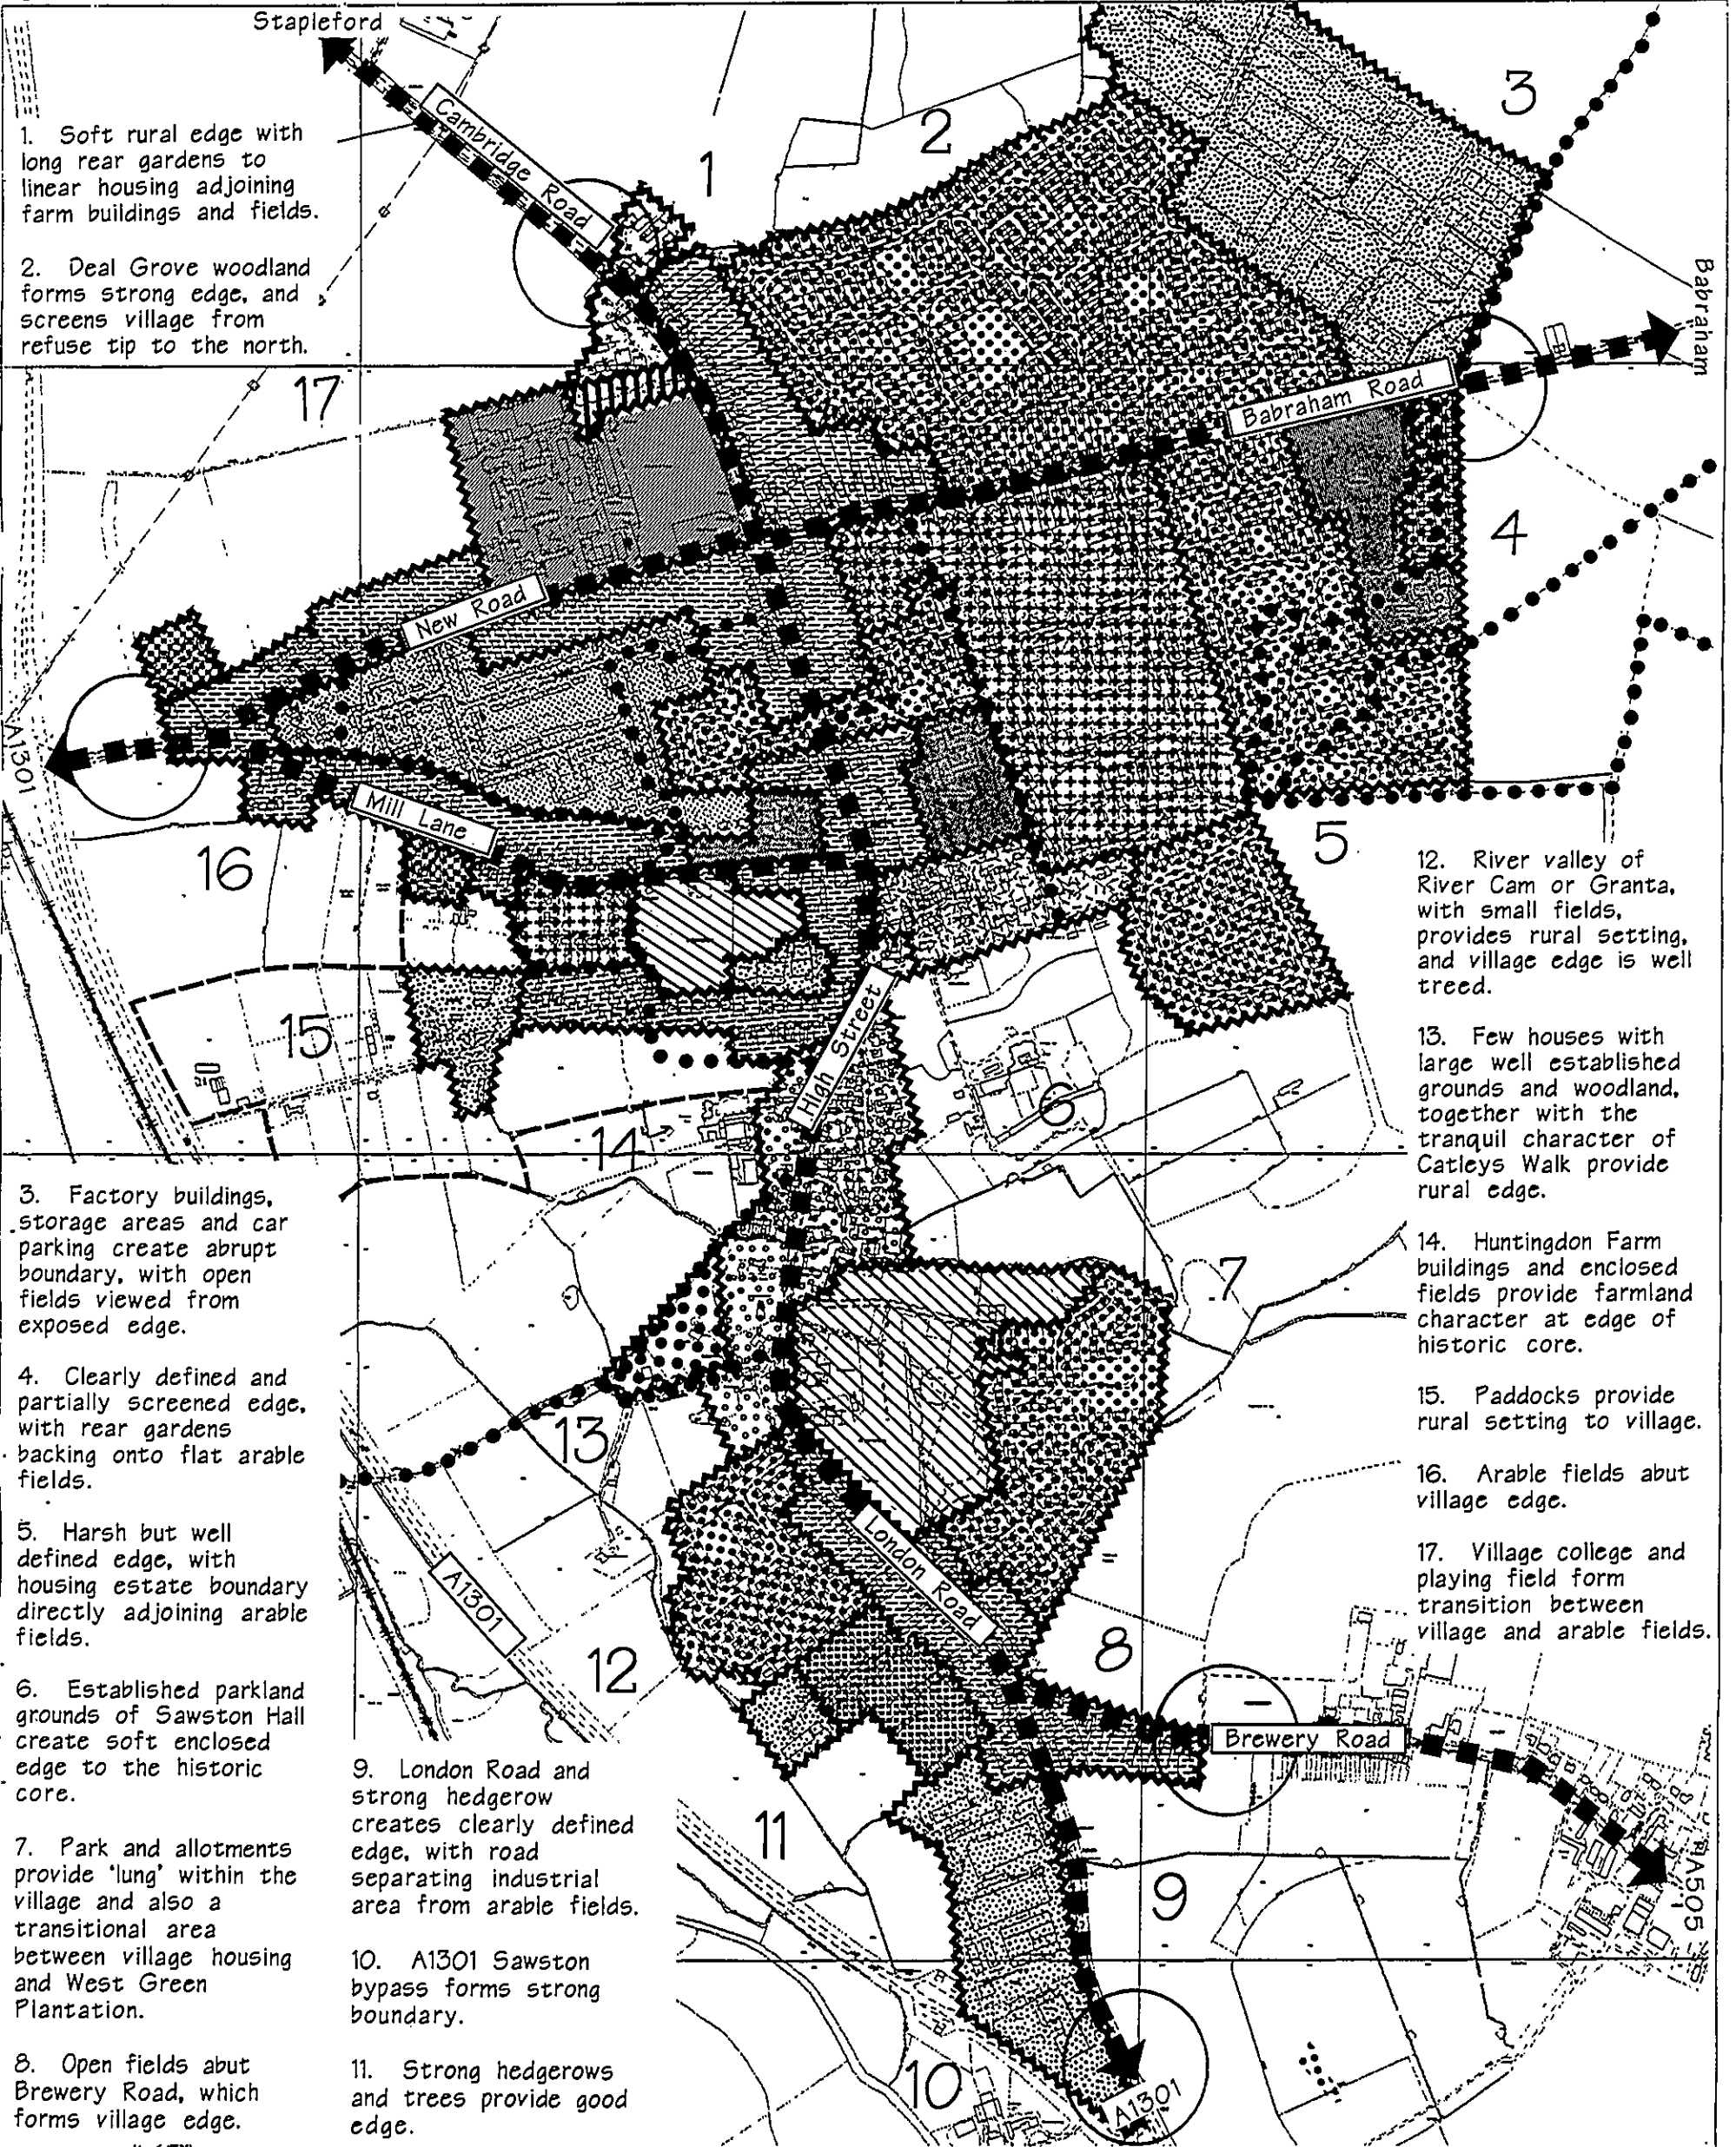 Stapleford
Cambridge Road
1. Soft rural edge with
long rear gardens to
linear housing adjoining
farm buildings and fields.
2. Deal Grove woodland
forms strong edge, and
screens village from
refuse tip to the north.
1
2
3
Babraham
17
Babraham Road
4
New Road
A1301
Mill Lane
16
5
15
High Street
6
14
12. River valley of
River Cam or Granta,
with small fields,
provides rural setting,
and village edge is well
treed.
13. Few houses with
large well established
grounds and woodland,
together with the
tranquil character of
Catleys Walk provide
rural edge.
14. Huntingdon Farm
buildings and enclosed
fields provide farmland
character at edge of
historic core.
15. Paddocks provide
rural setting to village.
16. Arable fields abut
village edge.
17. Village college and
playing field form
transition between
village and arable fields.
3. Factory buildings,
storage areas and car
parking create abrupt
boundary, with open
fields viewed from
exposed edge.
4. Clearly defined and
partially screened edge,
with rear gardens
backing onto flat arable
fields.
5. Harsh but well
defined edge, with
housing estate boundary
directly adjoining arable
fields.
6. Established parkland
grounds of Sawston Hall
create soft enclosed
edge to the historic
core.
7. Park and allotments
provide 'lung' within the
village and also a
transitional area
between village housing
and West Green
Plantation.
8. Open fields abut
Brewery Road, which
forms village edge.
7
13
London Road
A1301
12
8
Brewery Road
9. London Road and
strong hedgerow
creates clearly defined
edge, with road
separating industrial
area from arable fields.
10. A1301 Sawston
bypass forms strong
boundary.
11. Strong hedgerows
and trees provide good
edge.
11
9
A505
10
A1301